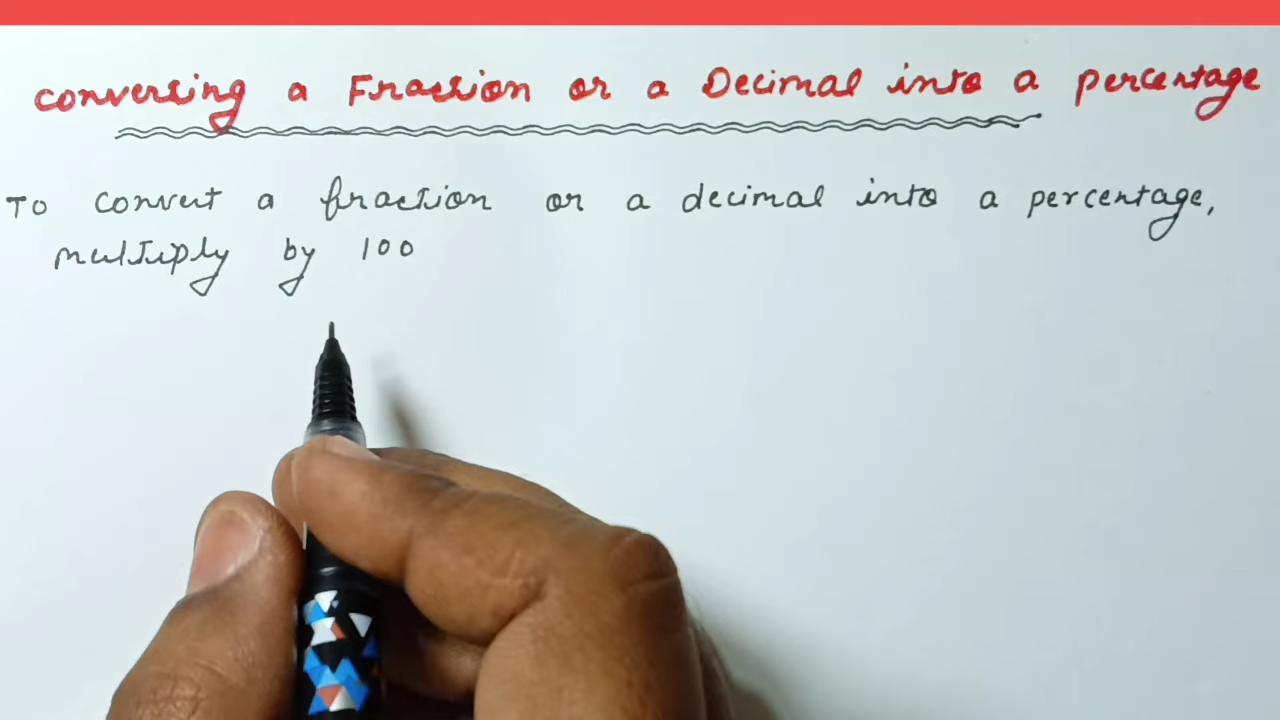 converting a Fraction or a Decimal into a percentage
To convert a fraction or a decimal into a percentage,
multiply by 100